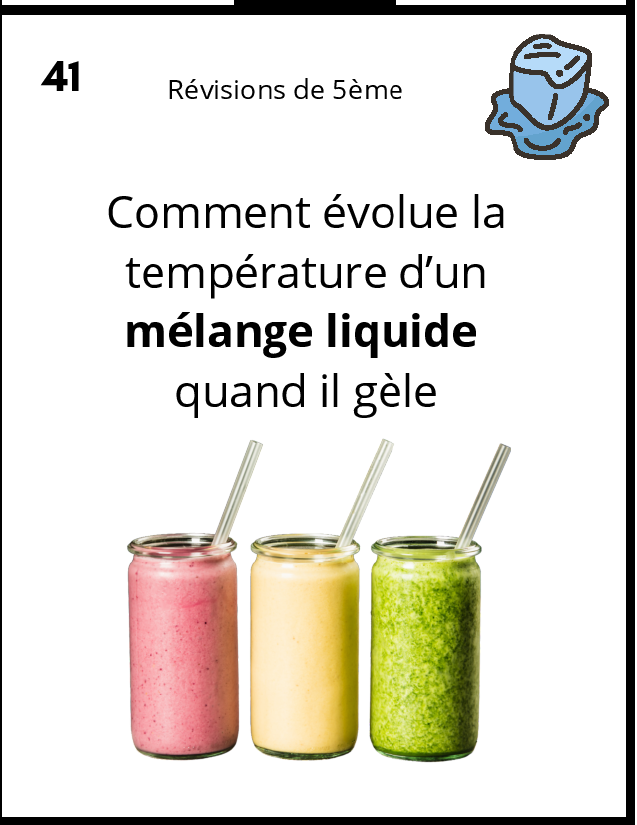 41
Révisions de 5ème
Comment évolue la
température d’un
mélange liquide
quand il gèle